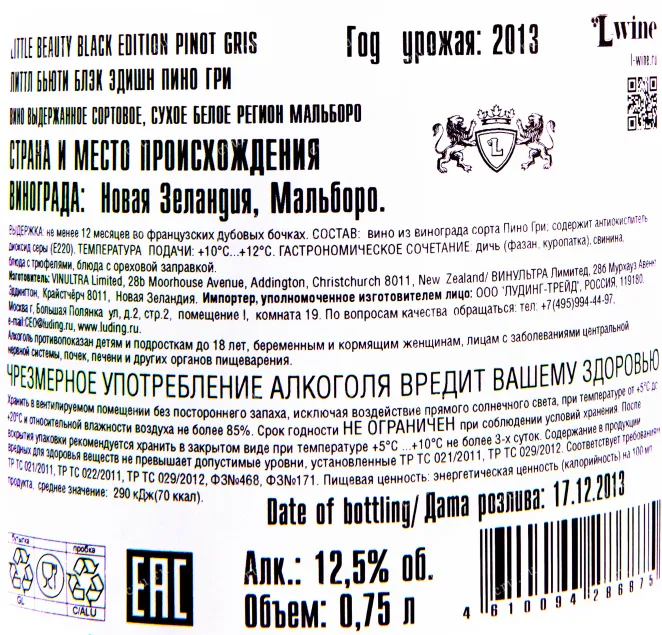 LITTLE BEAUTY BLACK EDITION PINOT GRIS
Год урожая: 2013
L-wine
l-wine.ru
ЛИТТЛ БЬЮТИ БЛЭК ЭДИШН ПИНО ГРИ
ВИНО ВЫДЕРЖАННОЕ СОРТОВОЕ, СУХОЕ БЕЛОЕ РЕГИОН МАЛЬБОРО
СТРАНА И МЕСТО ПРОИСХОЖДЕНИЯ
ВИНОГРАДА: Новая Зеландия, Мальборо.
L
ВЫДЕРЖКА: не менее 12 месяцев во французских дубовых бочках. СОСТАВ: вино из винограда сорта Пино Гри; содержит антиокислитель
диоксид серы (Е220). ТЕМПЕРАТУРА ПОДАЧИ: +10°С...+12°С. ГАСТРОНОМИЧЕСКОЕ СОЧЕТАНИЕ: дичь (фазан, куропатка), свинина,
блюда с трюфелями, блюда с ореховой заправкой.
Изготовитель: VINULTRA Limited, 28b Moorhouse Avenue, Addington, Christchurch 8011, New Zealand/ ВИНУЛЬТРА Лимитед, 28б Мурхауз Авеню
Эддингтон, Крайстчёрч 8011, Новая Зеландия. Импортер, уполномоченное изготовителем лицо: ООО "ЛУДИНГ-ТРЕЙД", РОССИЯ, 119180,
Москва г, Большая Полянка ул, д.2, стр.2, помещение I, комната 19. По вопросам качества обращаться: тел: +7(495)994-44-97.
e-mail:CEO@luding.ru, www.luding.ru.
Алкоголь противопоказан детям и подросткам до 18 лет, беременным и кормящим женщинам, лицам с заболеваниями центральной
нервной системы, почек, печени и других органов пищеварения.
ЧРЕЗМЕРНОЕ УПОТРЕБЛЕНИЕ АЛКОГОЛЯ ВРЕДИТ ВАШЕМУ ЗДОРОВЬЮ
Хранить в вентилируемом помещении без постороннего запаха, исключая воздействие прямого солнечного света, при температуре от +5°С до
+20°С и относительной влажности воздуха не более 85%. Срок годности НЕ ОГРАНИЧЕН при соблюдении условий хранения. После
вскрытия упаковки рекомендуется хранить в закрытом виде при температуре +5°С ...+10°С не более 3-х суток. Содержание в продукции
вредных для здоровья веществ не превышает допустимые уровни, установленные ТР ТС 021/2011, ТР ТС 029/2012. Соответствует требованиям
ТР ТС 021/2011, ТР ТС 022/2011, ТР ТС 029/2012, ФЗ№468, ФЗ№171. Пищевая ценность: энергетическая ценность (калорийность) на 100 мл
продукта, среднее значение: 290 кДж(70 ккал).
Date of bottling/ Дата розлива: 17.12.2013
бутылка пробка
GL C/ALU
EAC
Алк.: 12,5% об.
Объем: 0,75 л
4 610094 286875